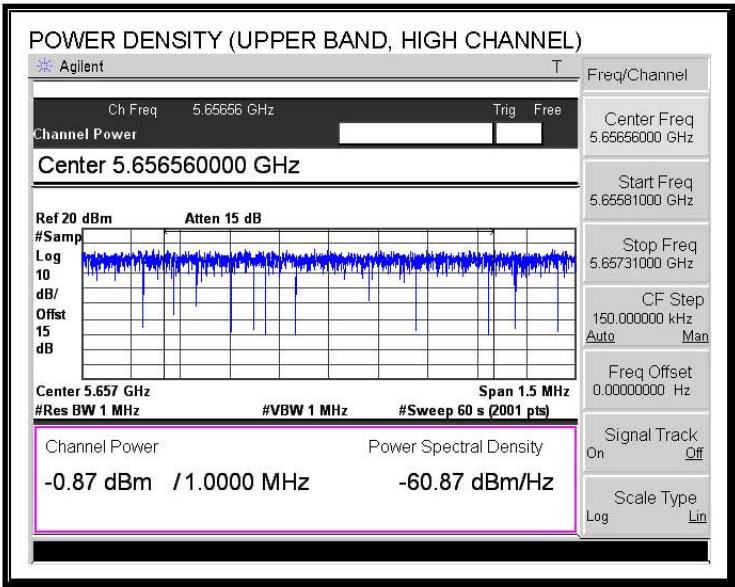 POWER DENSITY (UPPER BAND, HIGH CHANNEL)
Agilent
T
Freq/Channel
Ch Freq 5.65656 GHz Trig Free
Channel Power
Center 5.656560000 GHz
Center Freq
5.65656000 GHz
Start Freq
5.65581000 GHz
Stop Freq
5.65731000 GHz
CF Step
150.000000 kHz
Auto Man
Freq Offset
0.00000000 Hz
Signal Track
On Off
Scale Type
Log Lin
Ref 20 dBm Atten 15 dB
#Samp
Log
10
dB/
Offst
15
dB
Center 5.657 GHz Span 1.5 MHz
#Res BW 1 MHz #VBW 1 MHz #Sweep 60 s (2001 pts)
Channel Power Power Spectral Density
-0.87 dBm /1.0000 MHz -60.87 dBm/Hz